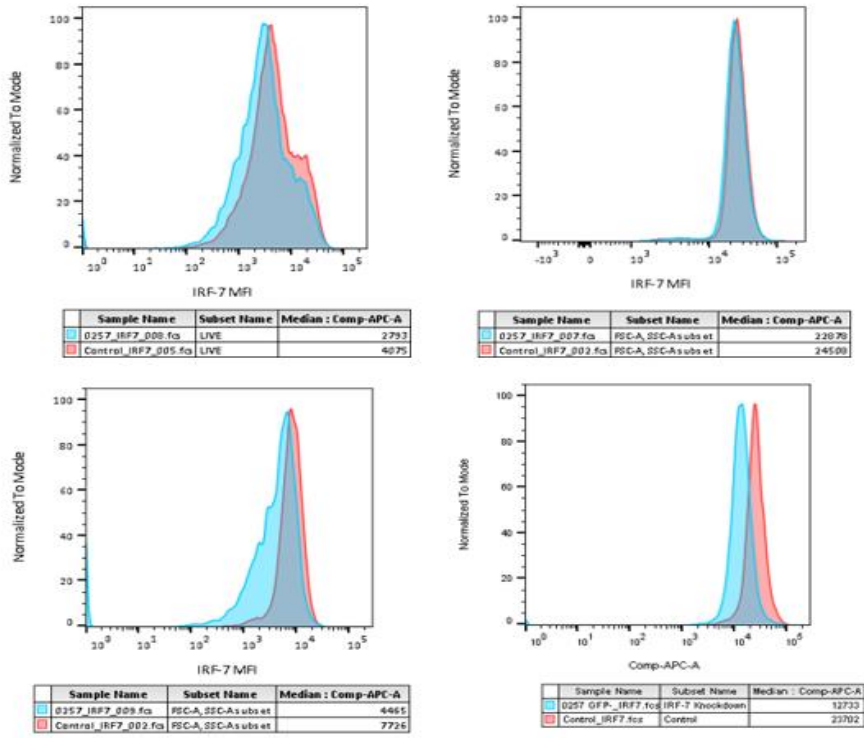 100
80
60
40
20
0
Normalized To Mode
10^0 10^1 10^2 10^3 10^4 10^5
IRF-7 MFI
Sample Name Subset Name Median : Comp-APC-A
0257_IRF7_008.fcs LIVE 2793
Control_IRF7_005.fcs LIVE 4075
100
80
60
40
20
0
Normalized To Mode
-10^3 0 10^3 10^4 10^5
IRF-7 MFI
Sample Name Subset Name Median : Comp-APC-A
0257_IRF7_007.fcs FSC-A, SSC-A subset 22878
Control_IRF7_002.fcs FSC-A, SSC-A subset 24508
100
80
60
40
20
0
Normalized To Mode
10^0 10^1 10^2 10^3 10^4 10^5
IRF-7 MFI
Sample Name Subset Name Median : Comp-APC-A
0257_IRF7_009.fcs FSC-A, SSC-A subset 4465
Control_IRF7_002.fcs FSC-A, SSC-A subset 7726
100
80
60
40
20
0
Normalized To Mode
10^0 10^1 10^2 10^3 10^4 10^5
Comp-APC-A
Sample Name Subset Name Median : Comp-APC-A
0257 GFP-_IRF7.fcs IRF-7 Knockdown 12733
Control_IRF7.fcs Control 23702